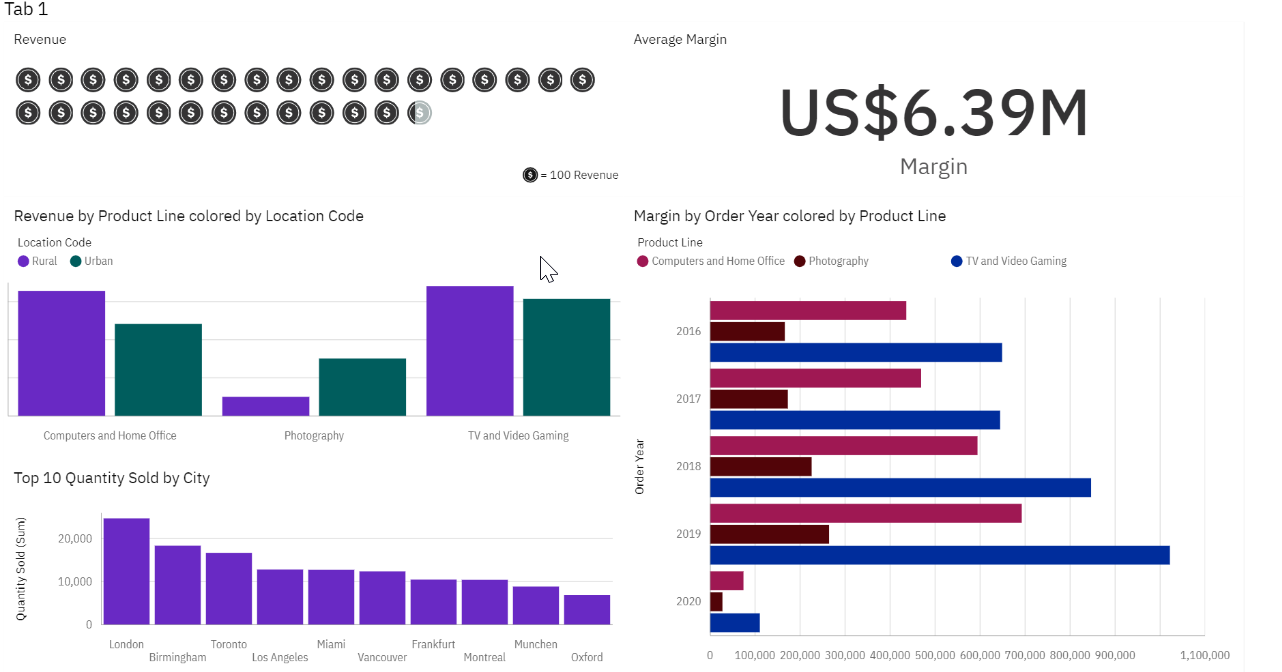 Tab 1
Revenue
= 100 Revenue
Average Margin
US$6.39M
Margin
Revenue by Product Line colored by Location Code
Location Code
Rural Urban
Computers and Home Office Photography TV and Video Gaming
Top 10 Quantity Sold by City
Quantity Sold (Sum)
20,000
10,000
0
London Toronto Miami Frankfurt Munchen
Birmingham Los Angeles Vancouver Montreal Oxford
Margin by Order Year colored by Product Line
Product Line
Computers and Home Office Photography TV and Video Gaming
Order Year
2016
2017
2018
2019
2020
0 100,000 200,000 300,000 400,000 500,000 600,000 700,000 800,000 900,000 1,100,000